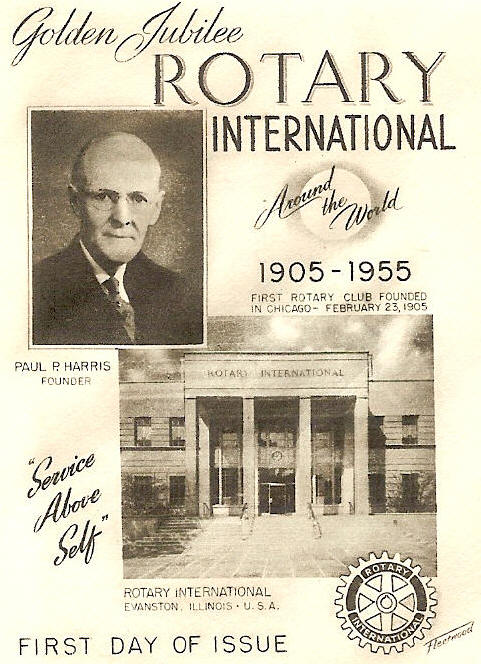 Golden Jubilee
ROTARY
INTERNATIONAL
Around
the
World
1905-1955
FIRST ROTARY CLUB FOUNDED
IN CHICAGO- FEBRUARY 23, 1905
PAUL P. HARRIS
FOUNDER
ROTARY INTERNATIONAL
"Service
Above
Self"
ROTARY INTERNATIONAL
EVANSTON, ILLINOIS • U.S.A.
ROTARY
INTERNATIONAL
Fleetwood
FIRST DAY OF ISSUE